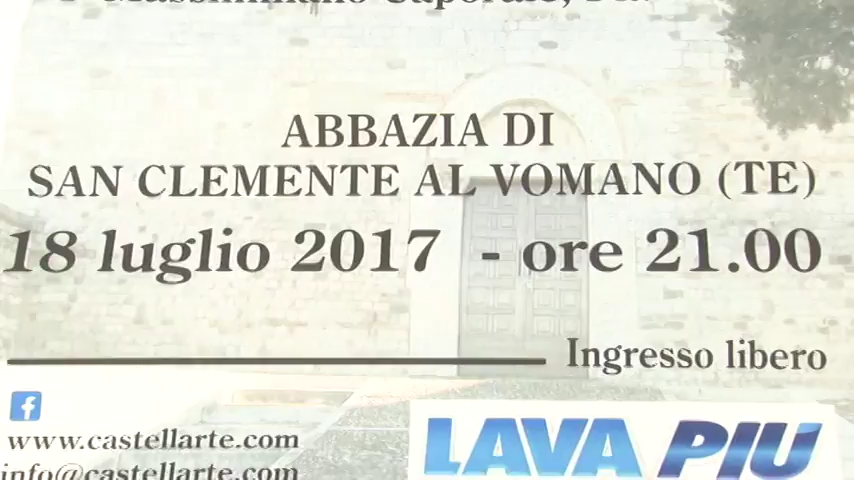 ABBAZIA DI
SAN CLEMENTE AL VOMANO (TE)
18 luglio 2017 - ore 21.00
Ingresso libero
f
www.castellarte.com
info@castellarte.com
LAVA PIU